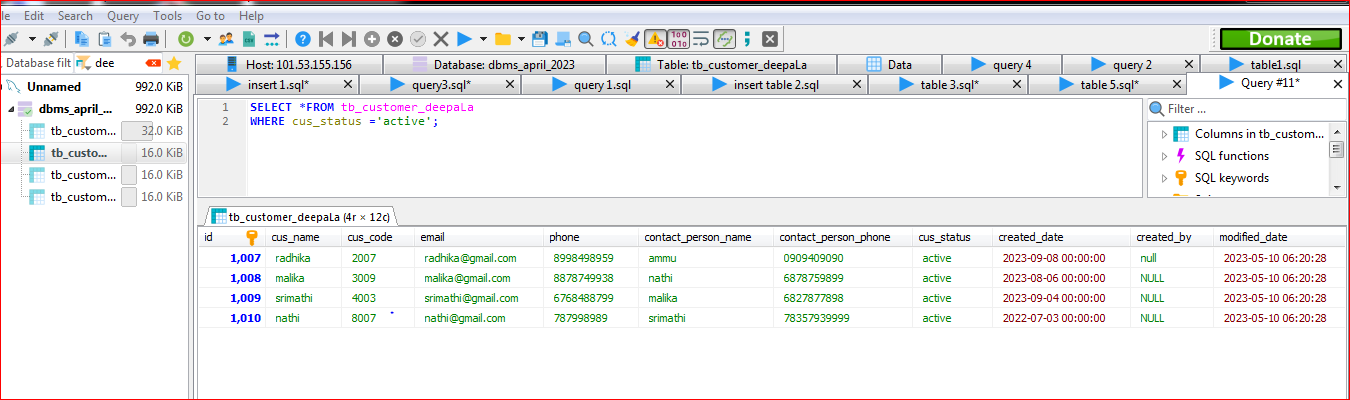 le Edit Search Query Tools Go to Help
Donate
Database filt dee
Host: 101.53.155.156 Database: dbms_april_2023 Table: tb_customer_deepaLa Data query 4 query 2 table1.sql
insert 1.sql* query3.sql* query 1.sql insert table 2.sql table 3.sql* table 5.sql* Query #11*
Unnamed 992.0 KiB
dbms_april_... 992.0 KiB
tb_custom... 32.0 KiB
tb_custo... 16.0 KiB
tb_custom... 16.0 KiB
tb_custom... 16.0 KiB
1 SELECT *FROM tb_customer_deepaLa
2 WHERE cus_status ='active';
Filter ...
Columns in tb_custom...
SQL functions
SQL keywords
tb_customer_deepaLa (4r × 12c)
id cus_name cus_code email phone contact_person_name contact_person_phone cus_status created_date created_by modified_date
1,007 radhika 2007 radhika@gmail.com 8998498959 ammu 0909409090 active 2023-09-08 00:00:00 null 2023-05-10 06:20:28
1,008 malika 3009 malika@gmail.com 8878749938 nathi 6878759899 active 2023-08-06 00:00:00 NULL 2023-05-10 06:20:28
1,009 srimathi 4003 srimathi@gmail.com 6768488799 malika 6827877898 active 2023-09-04 00:00:00 NULL 2023-05-10 06:20:28
1,010 nathi 8007 nathi@gmail.com 787998989 srimathi 78357939999 active 2022-07-03 00:00:00 NULL 2023-05-10 06:20:28